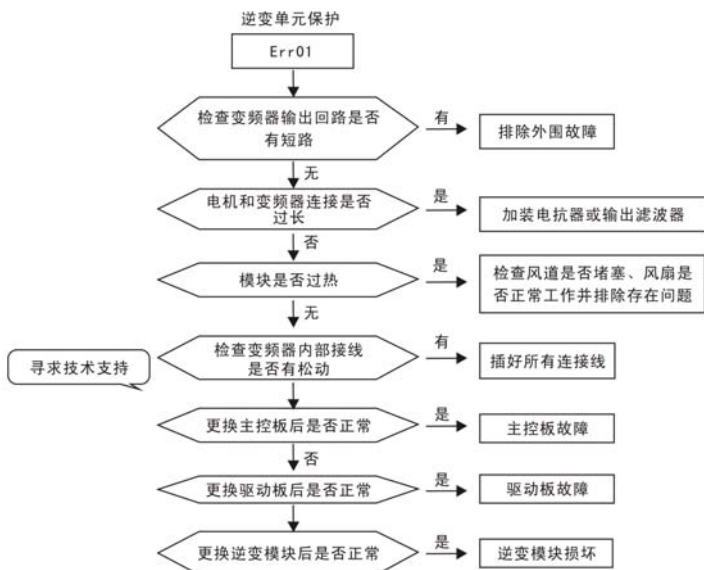 逆变单元保护
Err01
检查变频器输出回路是否
有短路
有
排除外围故障
无
电机和变频器连接是否
过长
是
加装电抗器或输出滤波器
否
模块是否过热
是
检查风道是否堵塞、风扇是
否正常工作并排除存在问题
无
寻求技术支持
检查变频器内部接线
是否有松动
有
插好所有连接线
更换主控板后是否正常
是
主控板故障
否
更换驱动板后是否正常
是
驱动板故障
更换逆变模块后是否正常
是
逆变模块损坏